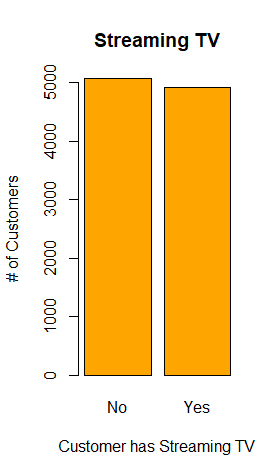 Streaming TV
# of Customers
5000
4000
3000
2000
1000
0
No Yes
Customer has Streaming TV